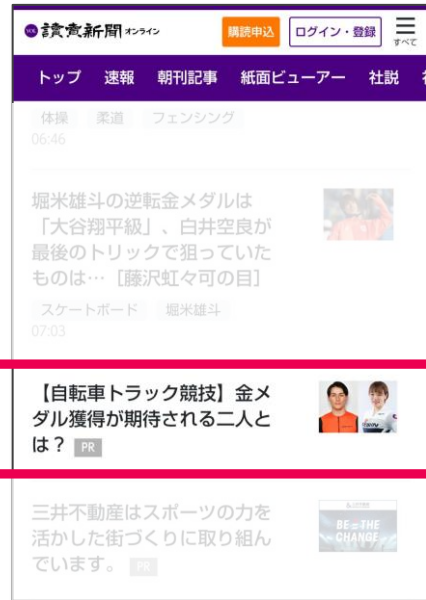 讀賣新聞オンライン
購読申込
ログイン・登録
すべて
トップ 速報 朝刊記事 紙面ビューアー 社説
体操 柔道 フェンシング
06:46
堀米雄斗の逆転金メダルは
「大谷翔平級」、白井空良が
最後のトリックで狙っていた
ものは…［藤沢虹々可の目］
スケートボード 堀米雄斗
07:03
【自転車トラック競技】金メ
ダル獲得が期待される二人と
は？ PR
三井不動産はスポーツの力を
活かした街づくりに取り組ん
でいます。 PR
BE THE
CHANGE